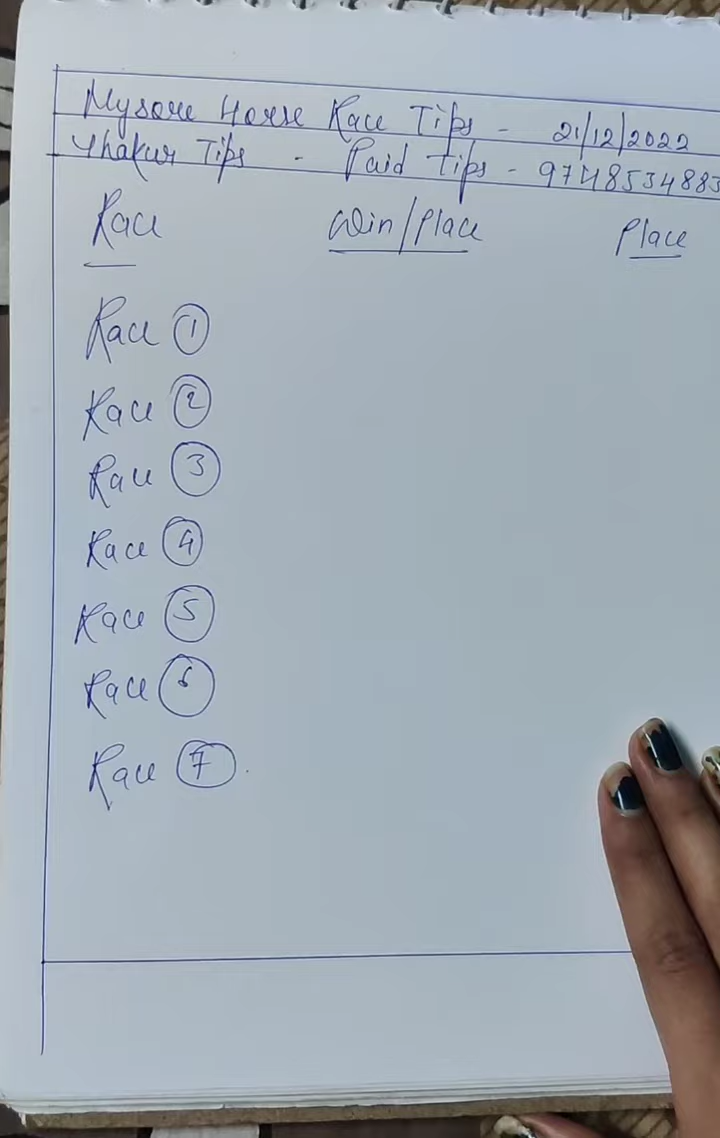 Mysore Horse Race Tips - 21/12/2022
Thakur Tips - Paid tips - 9748534883
Race Win/Place Place
Race 1
Race 2
Race 3
Race 4
Race 5
Race 6
Race 7